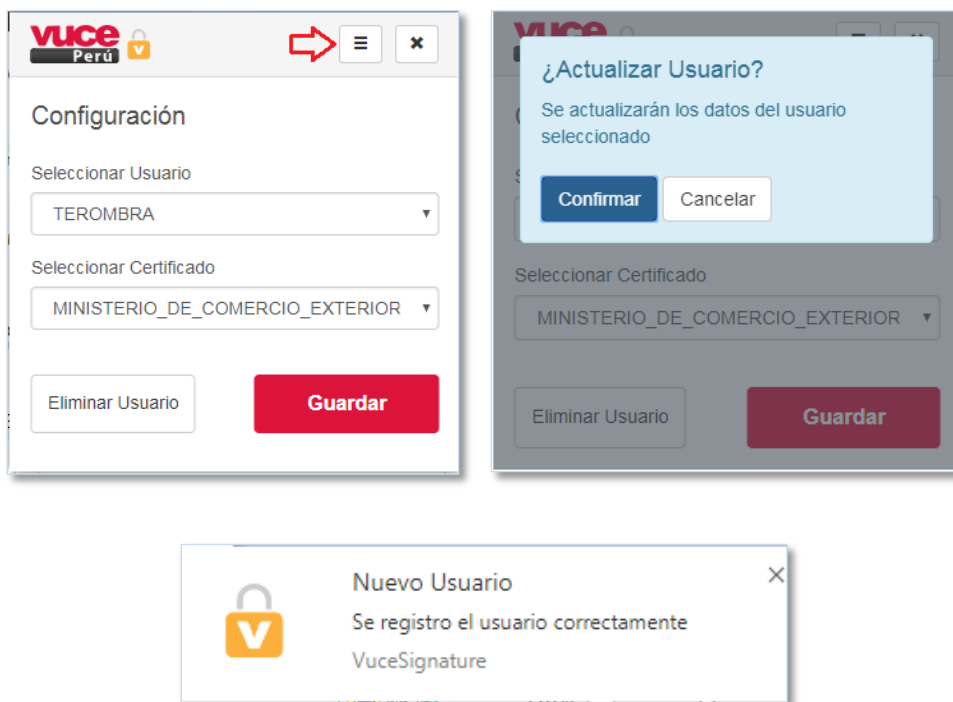 vuce
Perú
V
Configuración
Seleccionar Usuario
TEROMBRA
Seleccionar Certificado
MINISTERIO_DE_COMERCIO_EXTERIOR
Eliminar Usuario
Guardar
¿Actualizar Usuario?
Se actualizarán los datos del usuario
seleccionado
Confirmar
Cancelar
Seleccionar Certificado
MINISTERIO_DE_COMERCIO_EXTERIOR
Eliminar Usuario
Guardar
V
Nuevo Usuario
Se registro el usuario correctamente
VuceSignature